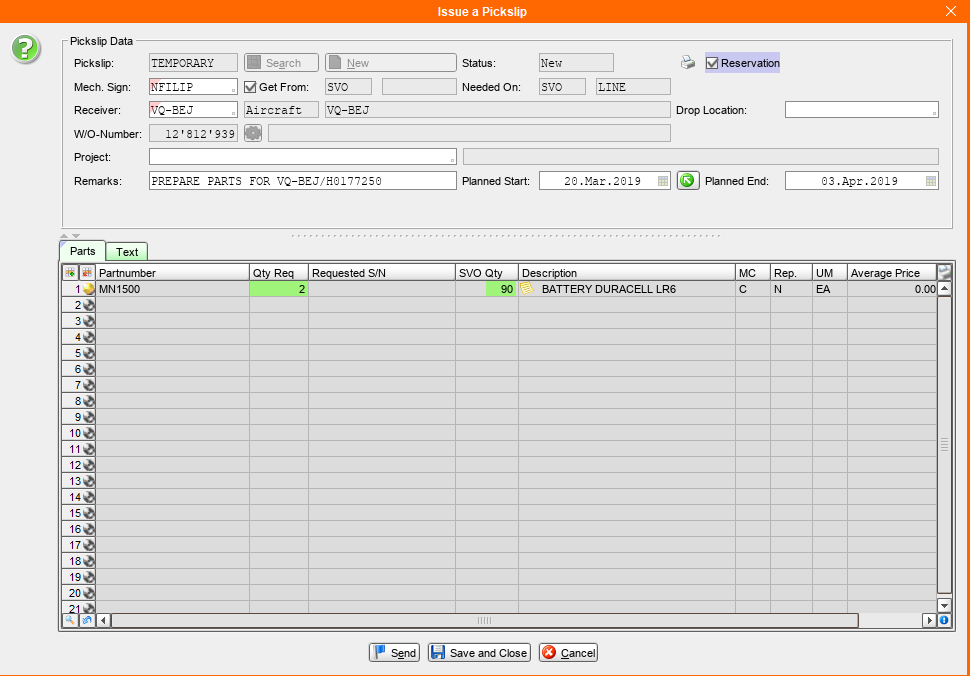 Issue a Pickslip
Pickslip Data
Pickslip: TEMPORARY Search New Status: New Reservation
Mech. Sign: NFILIP Get From: SVO Needed On: SVO LINE
Receiver: VQ-BEJ Aircraft VQ-BEJ Drop Location:
W/O-Number: 12'812'939
Project:
Remarks: PREPARE PARTS FOR VQ-BEJ/H0177250 Planned Start: 20.Mar.2019 Planned End: 03.Apr.2019
Parts Text
Partnumber Qty Req Requested S/N SVO Qty Description MC Rep. UM Average Price
1 MN1500 2 90 BATTERY DURACELL LR6 C N EA 0.00
2
3
4
5
6
7
8
9
10
11
12
13
14
15
16
17
18
19
20
21
Send Save and Close Cancel